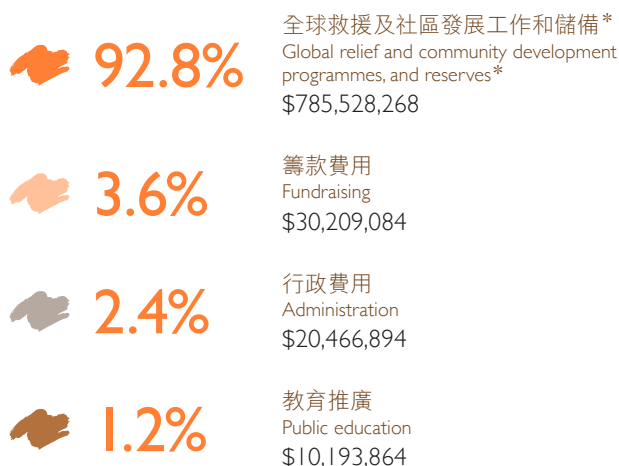 92.8%
全球救援及社區發展工作和儲備*
Global relief and community development
programmes, and reserves*
$785,528,268
3.6%
籌款費用
Fundraising
$30,209,084
2.4%
行政費用
Administration
$20,466,894
1.2%
教育推廣
Public education
$10,193,864